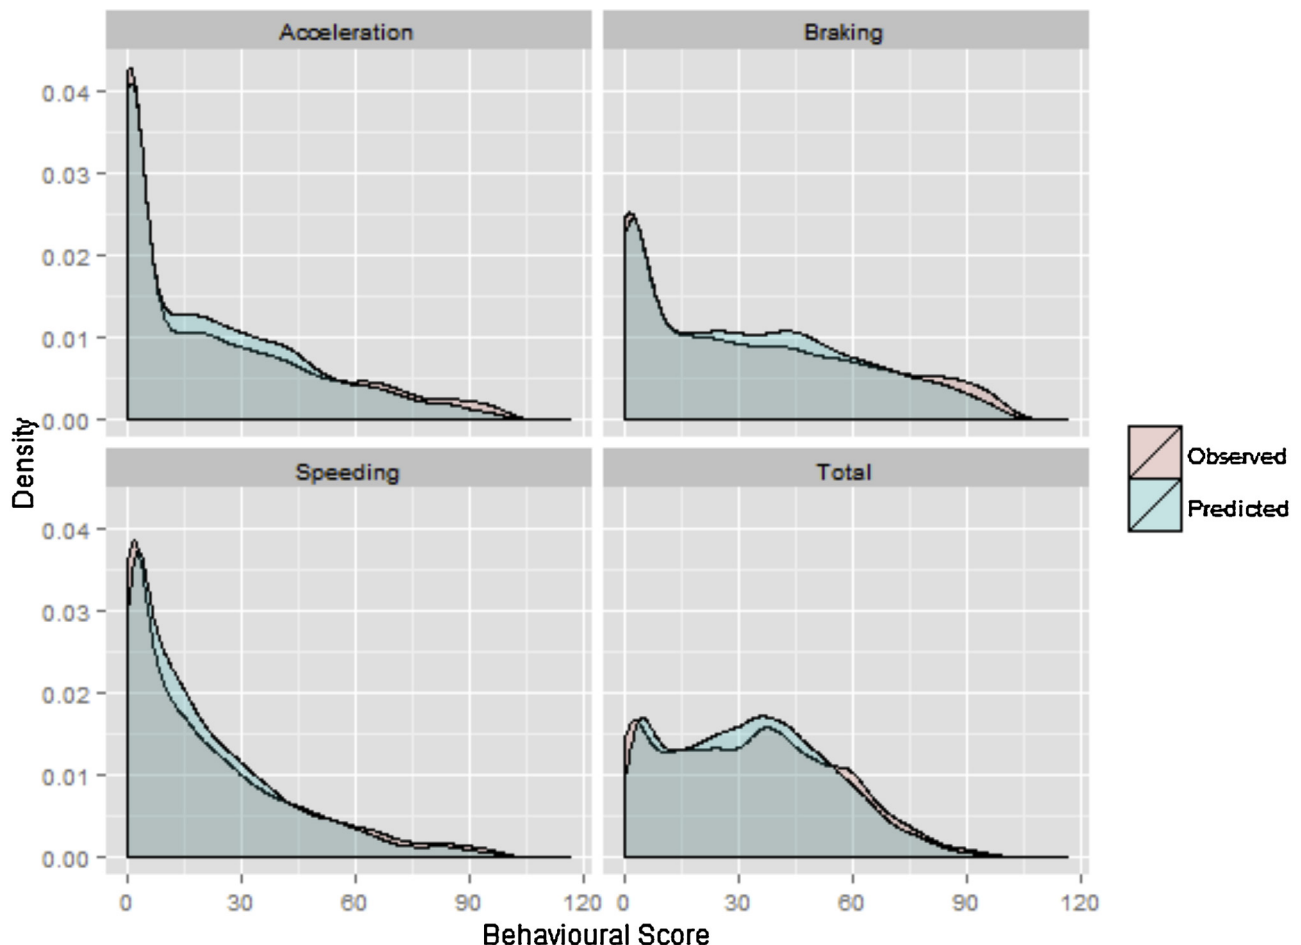 Acceleration Braking
0.04
0.03
0.02
0.01
0.00
Speeding Total
0.04
0.03
0.02
0.01
0.00
0 30 60 90 120 0 30 60 90 120
Behavioural Score
Density
Observed
Predicted